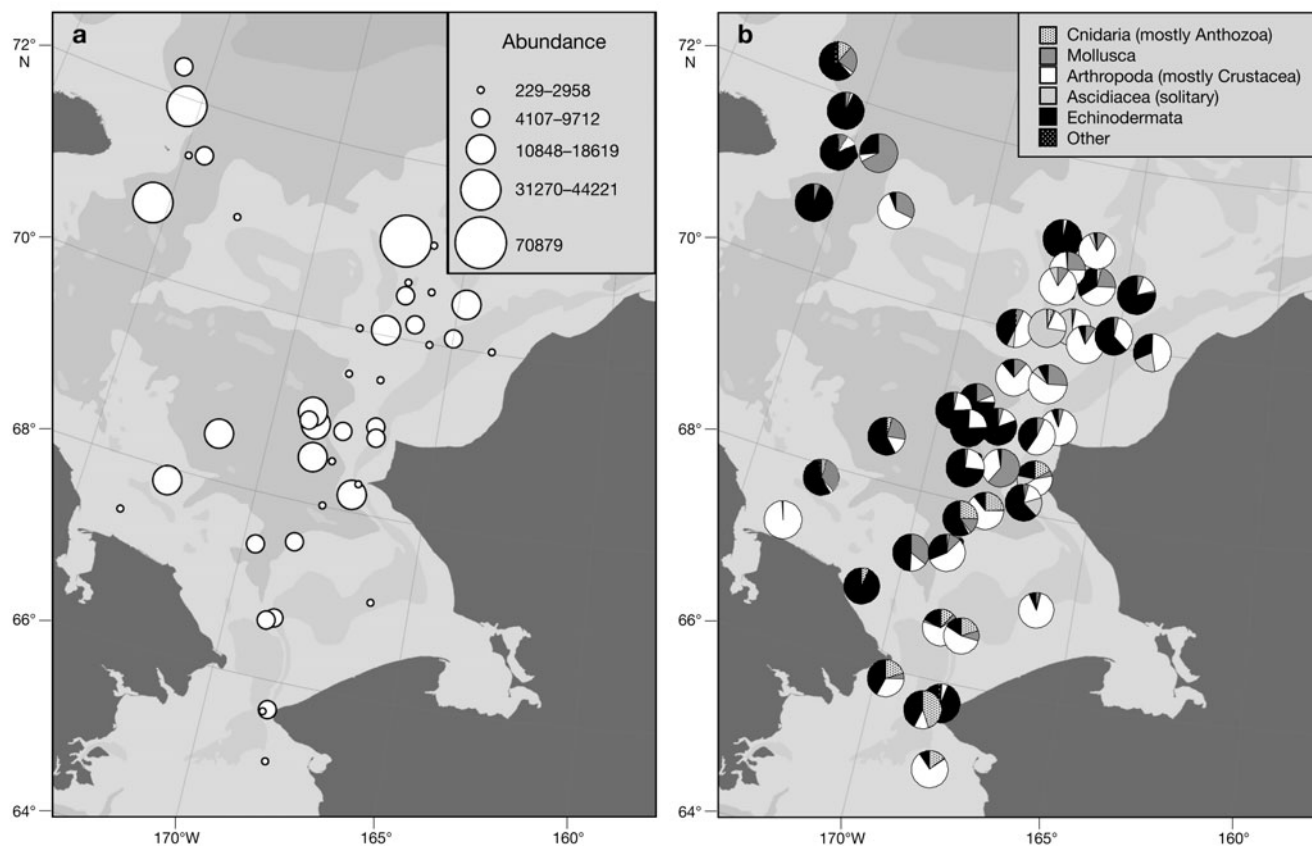 a
Abundance
229–2958
4107–9712
10848–18619
31270–44221
70879
72°
N
70°
68°
66°
64°
170°W
165°
160°
b
Cnidaria (mostly Anthozoa)
Mollusca
Arthropoda (mostly Crustacea)
Ascidiacea (solitary)
Echinodermata
Other
72°
N
70°
68°
66°
64°
170°W
165°
160°